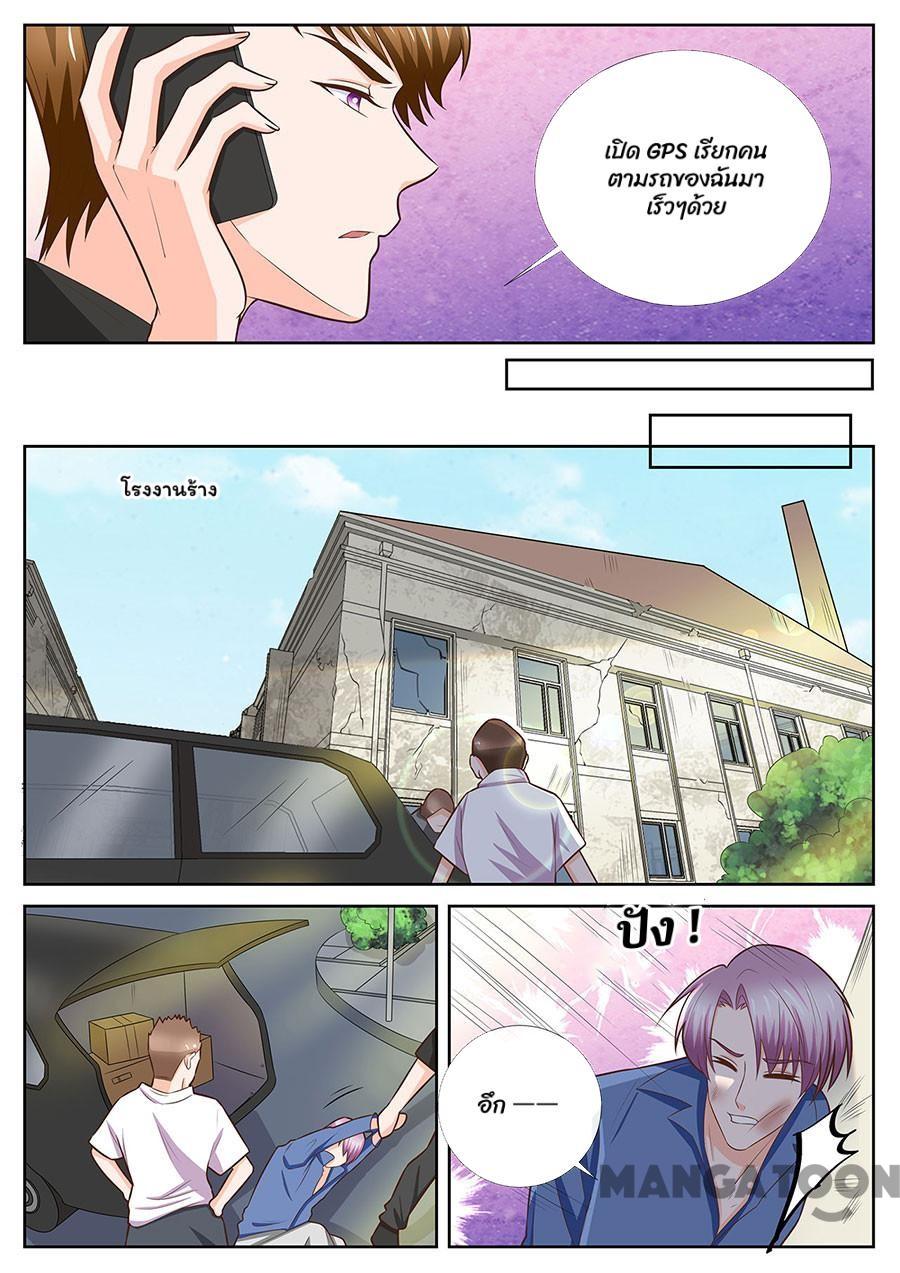 เปิด GPS เรียกคน
ตามรถของฉันมา
เร็วๆด้วย
โรงงานร้าง
ปัง !
อึก ——
MANGATOON